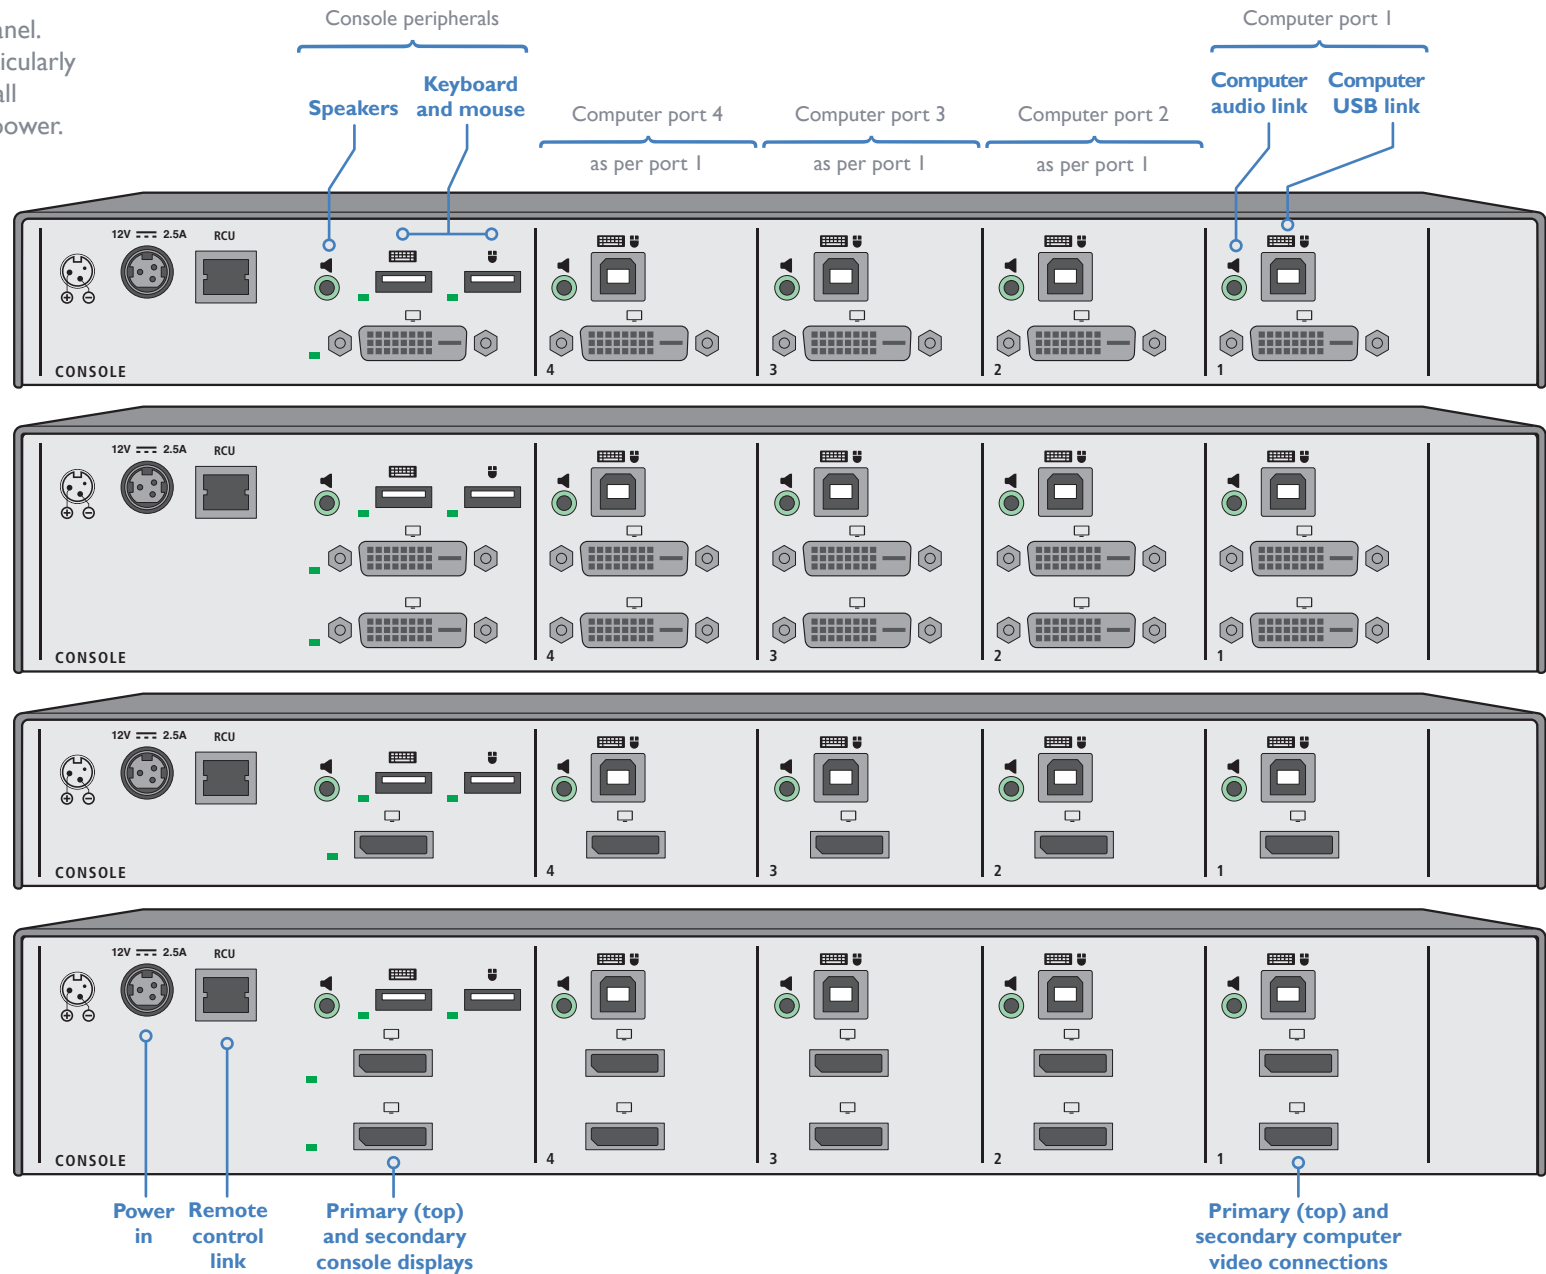 anel.
icularly
all
power.
Console peripherals
Speakers
Keyboard
and mouse
Computer port 4
as per port 1
Computer port 3
as per port 1
Computer port 2
as per port 1
Computer port 1
Computer
audio link
Computer
USB link
12V 2.5A
RCU
CONSOLE
4
3
2
1
12V 2.5A
RCU
CONSOLE
4
3
2
1
12V 2.5A
RCU
CONSOLE
4
3
2
1
12V 2.5A
RCU
CONSOLE
4
3
2
1
Power
in
Remote
control
link
Primary (top)
and secondary
console displays
Primary (top) and
secondary computer
video connections